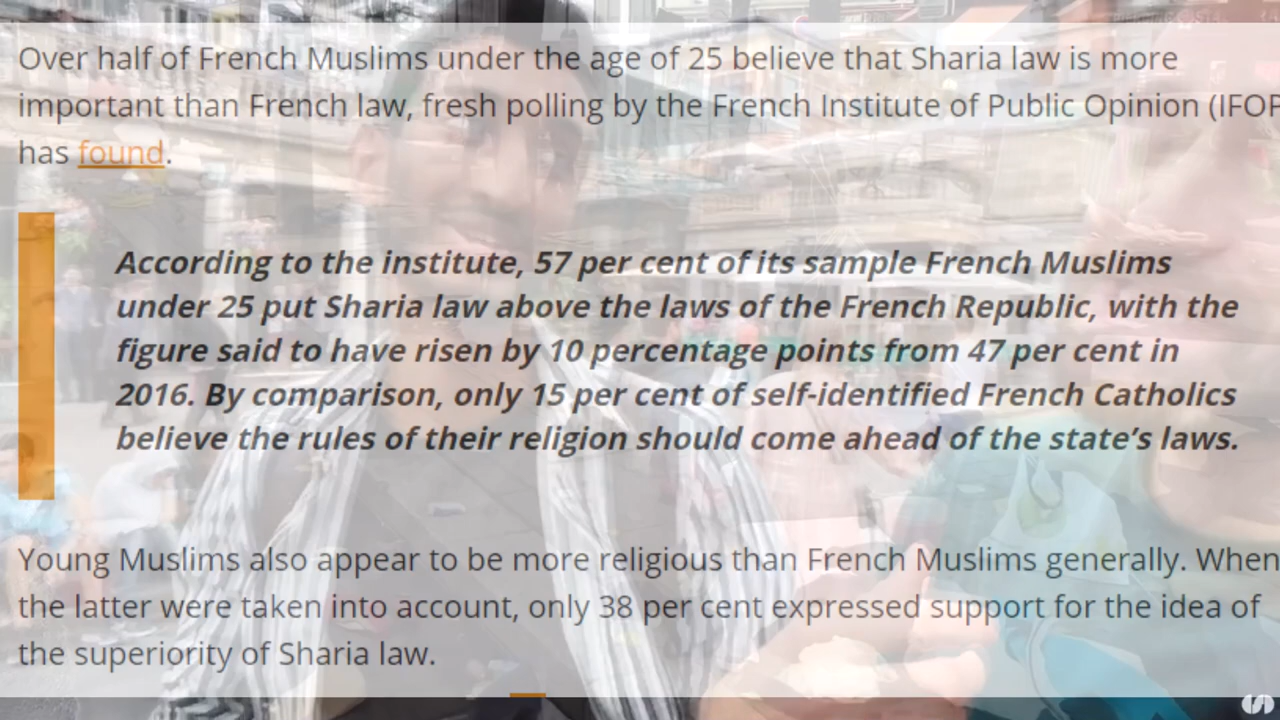 Over half of French Muslims under the age of 25 believe that Sharia law is more
important than French law, fresh polling by the French Institute of Public Opinion (IFOP
has found.
According to the institute, 57 per cent of its sample French Muslims
under 25 put Sharia law above the laws of the French Republic, with the
figure said to have risen by 10 percentage points from 47 per cent in
2016. By comparison, only 15 per cent of self-identified French Catholics
believe the rules of their religion should come ahead of the state’s laws.
Young Muslims also appear to be more religious than French Muslims generally. When
the latter were taken into account, only 38 per cent expressed support for the idea of
the superiority of Sharia law.